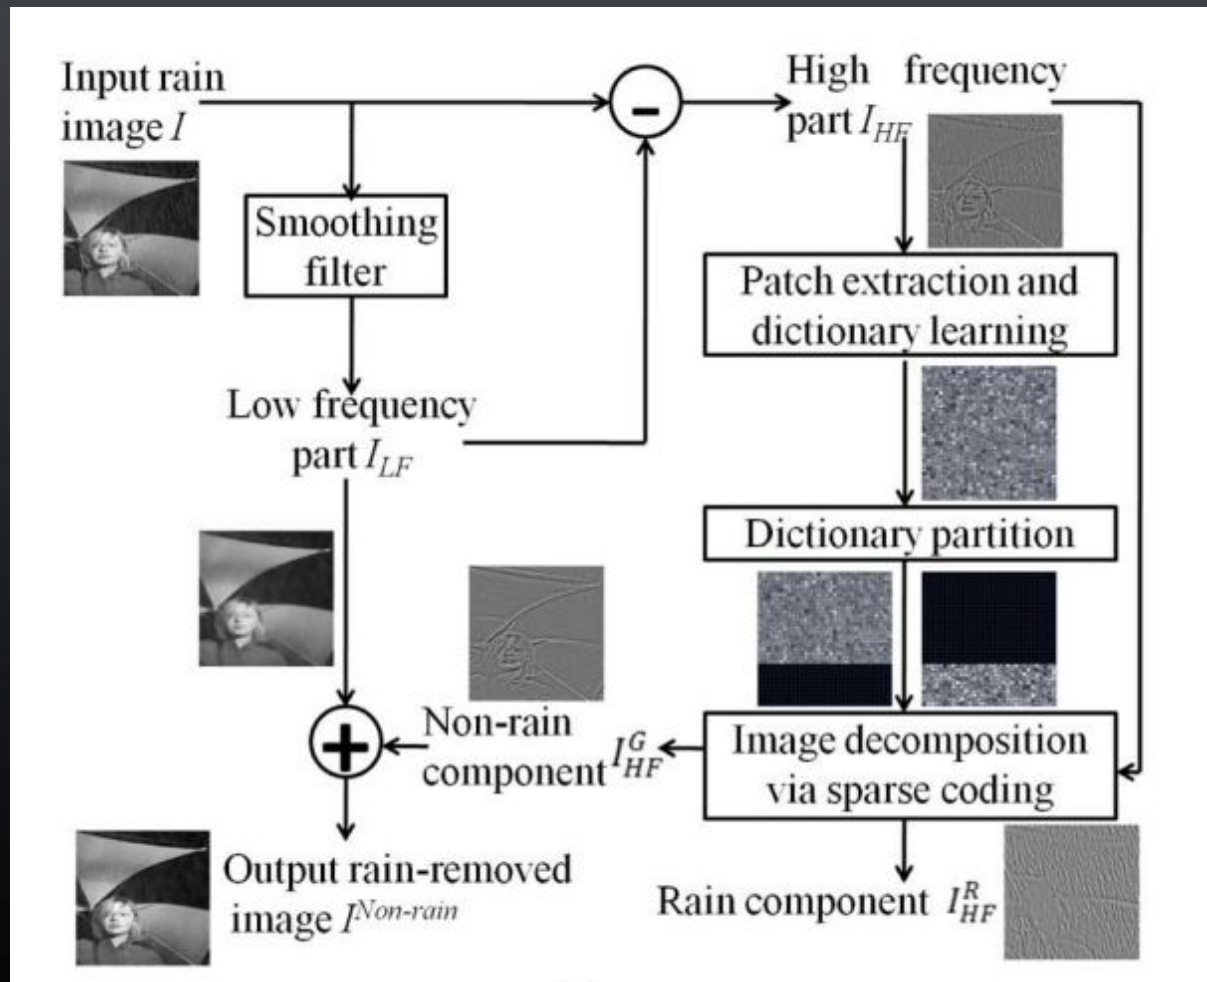 Input rain
image I
High frequency
part I_HF
-
Smoothing
filter
Patch extraction and
dictionary learning
Low frequency
part I_LF
Dictionary partition
+
Non-rain
component I_HF^G
Image decomposition
via sparse coding
Output rain-removed
image I^Non-rain
Rain component I_HF^R